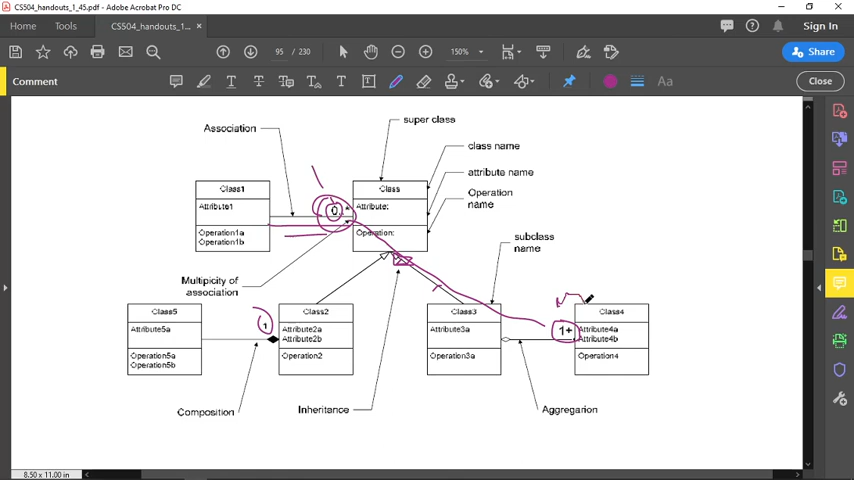 CS504_handouts_1_45.pdf - Adobe Acrobat Pro DC
Home
Tools
CS504_handouts_1...
×
Sign In
95 / 230
150%
Share
Comment
Aa
Close
Association
super class
class name
attribute name
Operation
name
Class1
Attribute1
Operation1a
Operation1b
Class
Attribute:
Operation:
0..
Multipicity of
association
subclass
name
Class5
Attribute5a
Operation5a
Operation5b
1
Class2
Attribute2a
Attribute2b
Operation2
Class3
Attribute3a
Operation3a
1+
Class4
Attribute4a
Attribute4b
Operation4
Composition
Inheritance
Aggregarion
8.50 x 11.00 in